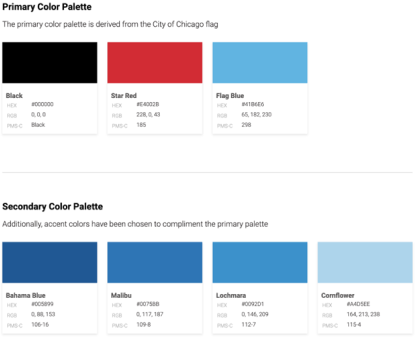 Primary Color Palette
The primary color palette is derived from the City of Chicago flag
Black
HEX #000000
RGB 0, 0, 0
PMS-C Black
Star Red
HEX #E4002B
RGB 228, 0, 43
PMS-C 185
Flag Blue
HEX #41B6E6
RGB 65, 182, 230
PMS-C 298
Secondary Color Palette
Additionally, accent colors have been chosen to compliment the primary palette
Bahama Blue
HEX #005899
RGB 0, 88, 153
PMS-C 106-16
Malibu
HEX #0075BB
RGB 0, 117, 187
PMS-C 109-8
Lochmara
HEX #0092D1
RGB 0, 146, 209
PMS-C 112-7
Cornflower
HEX #A4D5EE
RGB 164, 213, 238
PMS-C 115-4